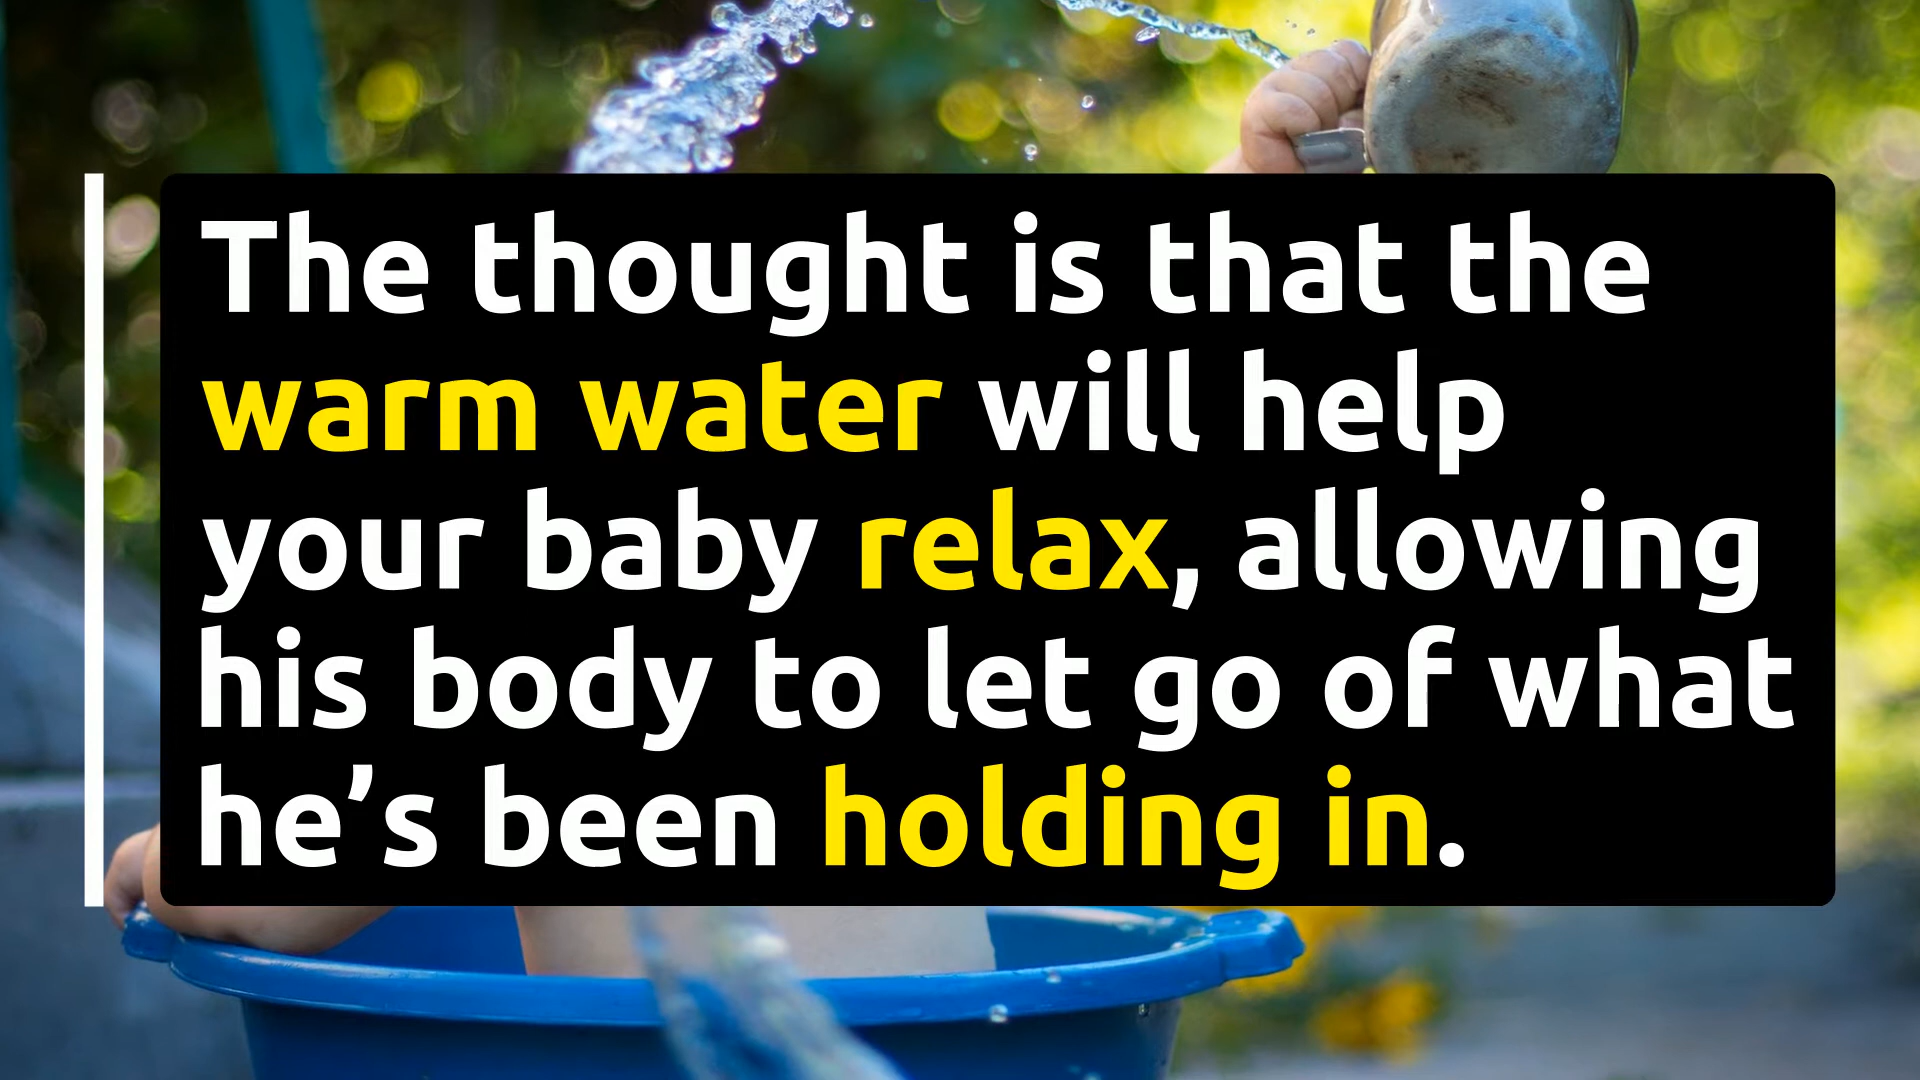 The thought is that the
warm water will help
your baby relax, allowing
his body to let go of what
he’s been holding in.